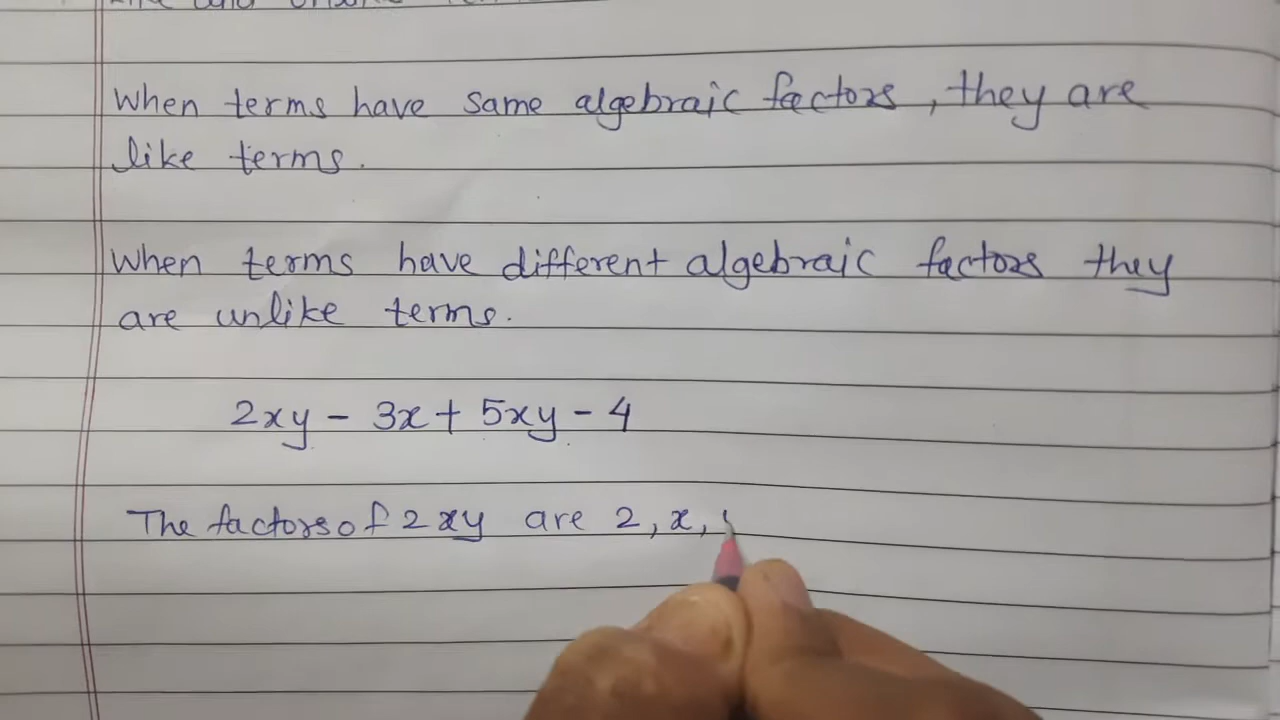 When terms have same algebraic factors, they are
like terms.
When terms have different algebraic factors they
are unlike terms.
2xy - 3x + 5xy - 4
The factors of 2xy are 2, x,